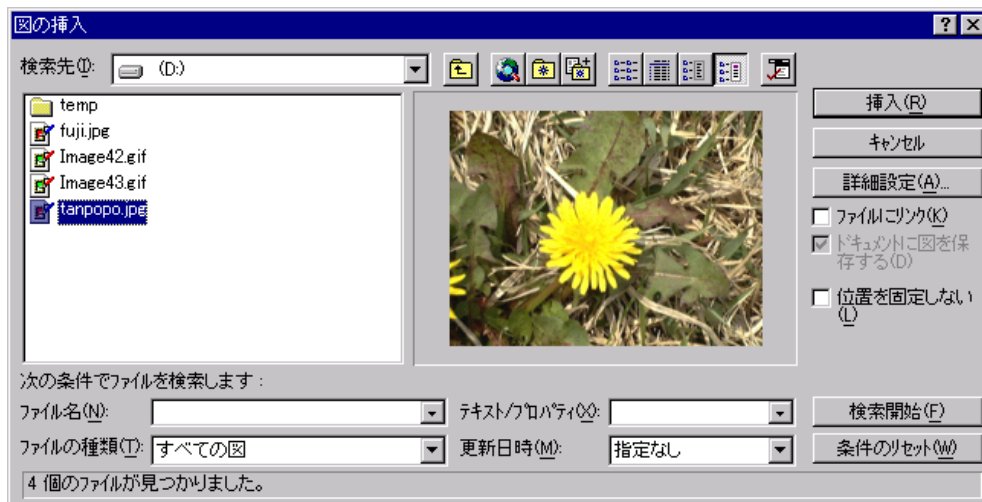 図の挿入
検索先(I): (D:)
temp
fuji.jpg
Image42.gif
Image43.gif
tanpopo.jpg
挿入(R)
キャンセル
詳細設定(A)...
ファイルにリンク(K)
ドキュメントに図を保
存する(D)
位置を固定しない
(L)
次の条件でファイルを検索します:
ファイル名(N):
テキスト/プロパティ(X):
検索開始(F)
ファイルの種類(T): すべての図
更新日時(M): 指定なし
条件のリセット(W)
4 個のファイルが見つかりました。